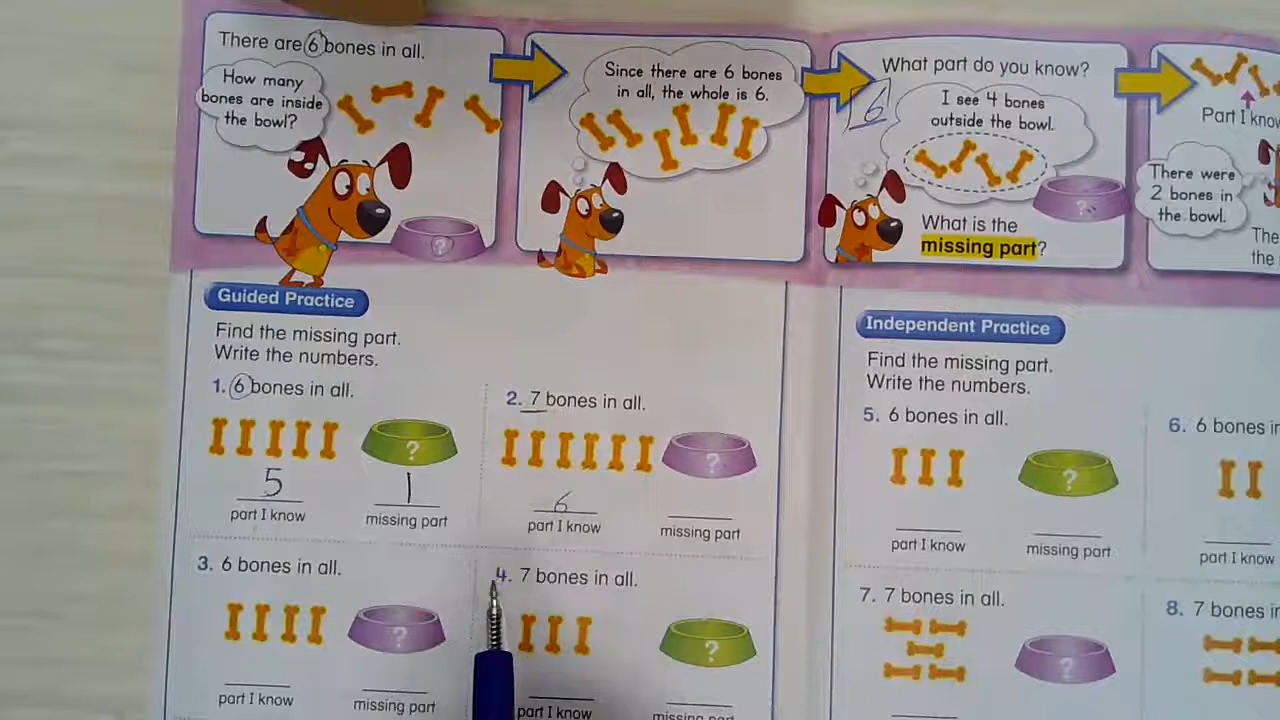 There are 6 bones in all.
How many
bones are inside
the bowl?
?
Since there are 6 bones
in all, the whole is 6.
What part do you know?
6
I see 4 bones
outside the bowl.
?
What is the
missing part?
Part I know
There were
2 bones in
the bowl.
The
the
Guided Practice
Find the missing part.
Write the numbers.
1. 6 bones in all.
?
5 1
part I know missing part
2. 7 bones in all.
?
6
part I know missing part
3. 6 bones in all.
?
part I know missing part
4. 7 bones in all.
?
part I know missing part
Independent Practice
Find the missing part.
Write the numbers.
5. 6 bones in all.
?
part I know missing part
6. 6 bones in
part I know
7. 7 bones in all.
?
8. 7 bones in